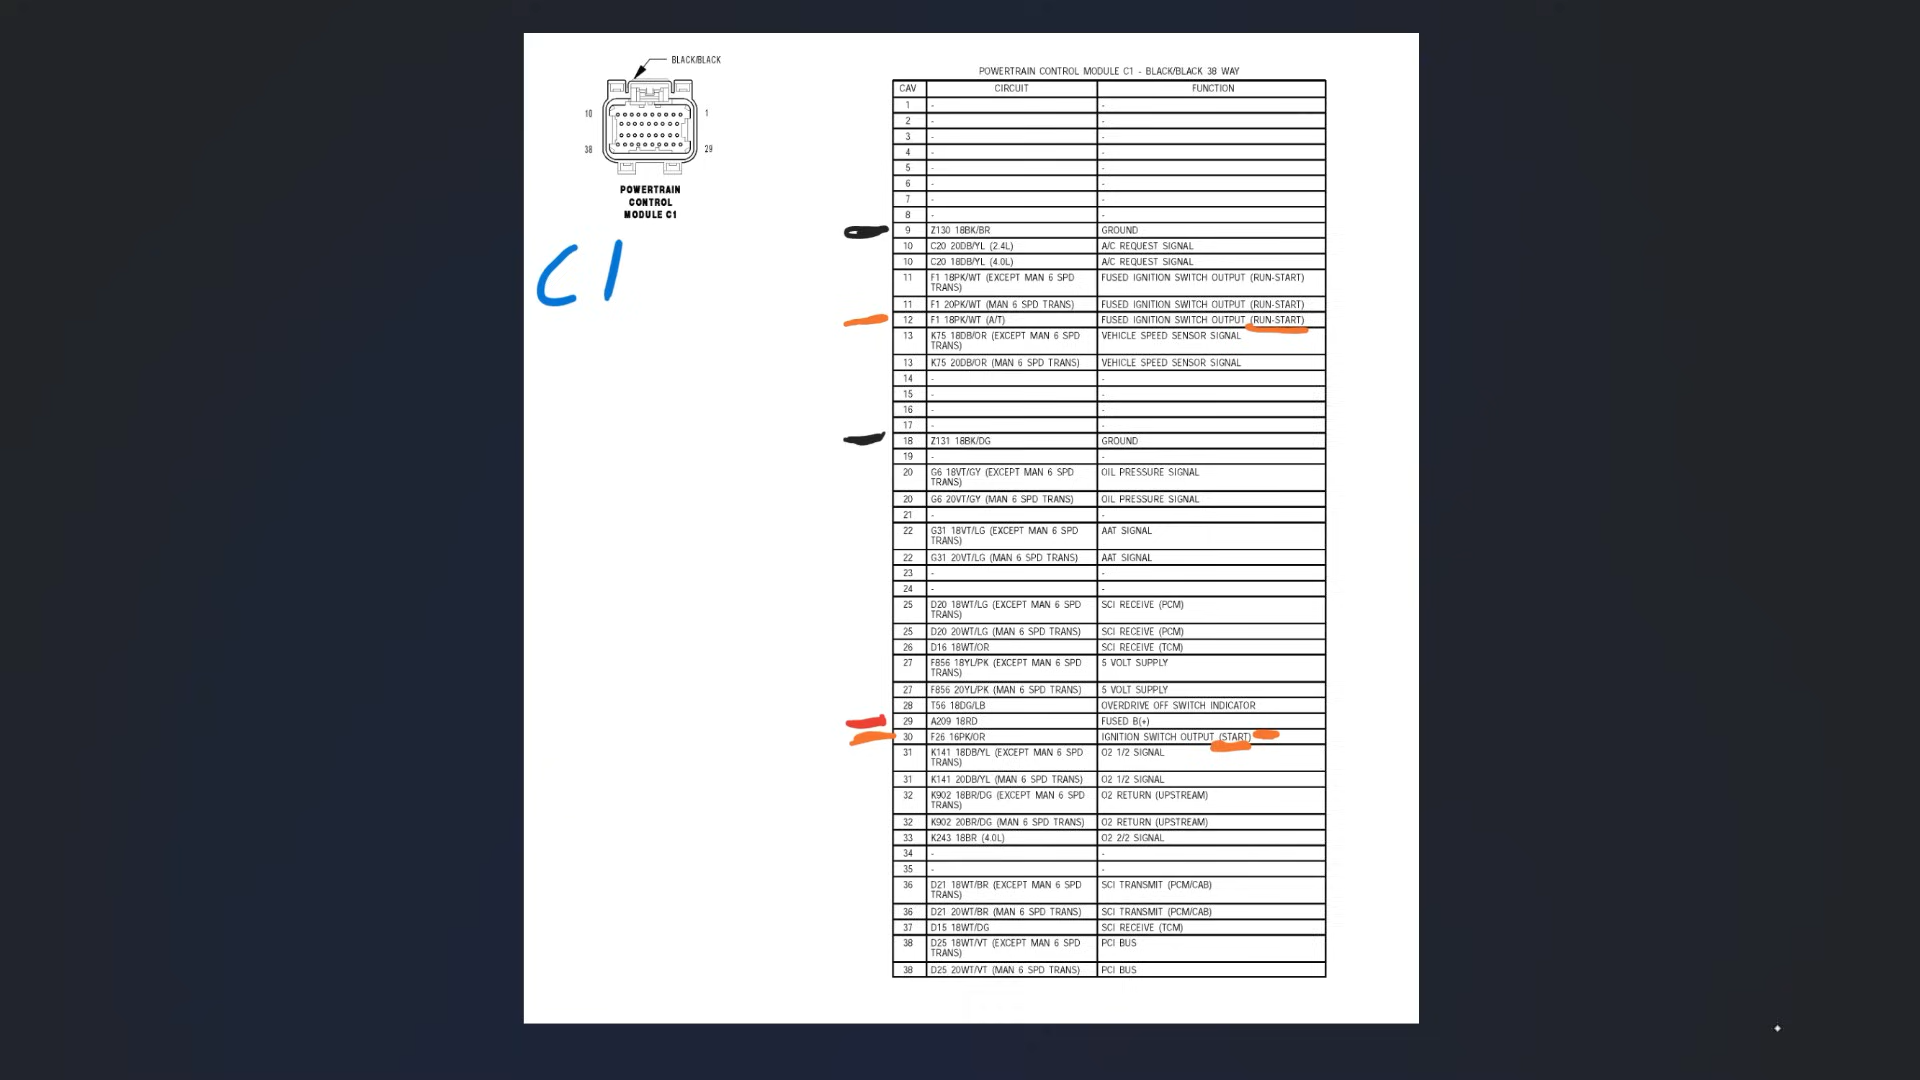 BLACK/BLACK
10
1
38
29
POWERTRAIN
CONTROL
MODULE C1
C1
POWERTRAIN CONTROL MODULE C1 - BLACK/BLACK 38 WAY
CAV CIRCUIT FUNCTION
1 - -
2 - -
3 - -
4 - -
5 - -
6 - -
7 - -
8 - -
9 Z130 18BK/BR GROUND
10 C20 20DB/YL (2.4L) A/C REQUEST SIGNAL
10 C20 18DB/YL (4.0L) A/C REQUEST SIGNAL
11 F1 18PK/WT (EXCEPT MAN 6 SPD FUSED IGNITION SWITCH OUTPUT (RUN-START)
TRANS)
11 F1 20PK/WT (MAN 6 SPD TRANS) FUSED IGNITION SWITCH OUTPUT (RUN-START)
12 F1 18PK/WT (A/T) FUSED IGNITION SWITCH OUTPUT (RUN-START)
13 K75 18DB/OR (EXCEPT MAN 6 SPD VEHICLE SPEED SENSOR SIGNAL
TRANS)
13 K75 20DB/OR (MAN 6 SPD TRANS) VEHICLE SPEED SENSOR SIGNAL
14 - -
15 - -
16 - -
17 - -
18 Z131 18BK/DG GROUND
19 - -
20 G6 18VT/GY (EXCEPT MAN 6 SPD OIL PRESSURE SIGNAL
TRANS)
20 G6 20VT/GY (MAN 6 SPD TRANS) OIL PRESSURE SIGNAL
21 - -
22 G31 18VT/LG (EXCEPT MAN 6 SPD AAT SIGNAL
TRANS)
22 G31 20VT/LG (MAN 6 SPD TRANS) AAT SIGNAL
23 - -
24 - -
25 D20 18WT/LG (EXCEPT MAN 6 SPD SCI RECEIVE (PCM)
TRANS)
25 D20 20WT/LG (MAN 6 SPD TRANS) SCI RECEIVE (PCM)
26 D16 18WT/OR SCI RECEIVE (TCM)
27 F856 18YL/PK (EXCEPT MAN 6 SPD 5 VOLT SUPPLY
TRANS)
27 F856 20YL/PK (MAN 6 SPD TRANS) 5 VOLT SUPPLY
28 T56 18DG/LB OVERDRIVE OFF SWITCH INDICATOR
29 A209 18RD FUSED B(+)
30 F26 16PK/OR IGNITION SWITCH OUTPUT (START)
31 K141 18DB/YL (EXCEPT MAN 6 SPD O2 1/2 SIGNAL
TRANS)
31 K141 20DB/YL (MAN 6 SPD TRANS) O2 1/2 SIGNAL
32 K902 18BR/DG (EXCEPT MAN 6 SPD O2 RETURN (UPSTREAM)
TRANS)
32 K902 20BR/DG (MAN 6 SPD TRANS) O2 RETURN (UPSTREAM)
33 K243 18BR (4.0L) O2 2/2 SIGNAL
34 - -
35 - -
36 D21 18WT/BR (EXCEPT MAN 6 SPD SCI TRANSMIT (PCM/CAB)
TRANS)
36 D21 20WT/BR (MAN 6 SPD TRANS) SCI TRANSMIT (PCM/CAB)
37 D15 18WT/DG SCI RECEIVE (TCM)
38 D25 18WT/VT (EXCEPT MAN 6 SPD PCI BUS
TRANS)
38 D25 20WT/VT (MAN 6 SPD TRANS) PCI BUS